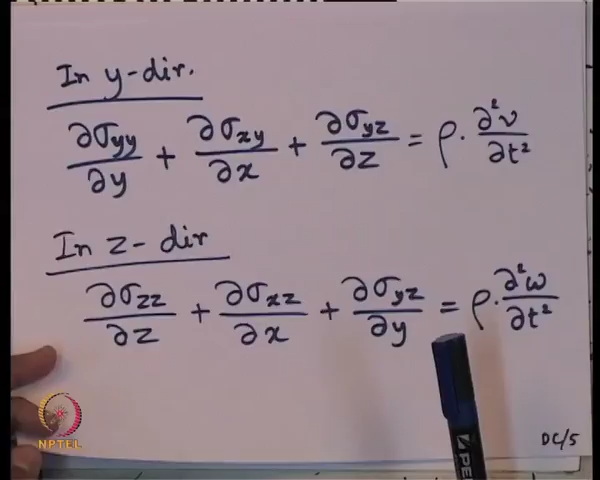 In y-dir.
∂σyy/∂y + ∂σxy/∂x + ∂σyz/∂z = ρ · ∂²v/∂t²
In z-dir
∂σzz/∂z + ∂σxz/∂x + ∂σyz/∂y = ρ · ∂²w/∂t²
NPTEL
DC/5